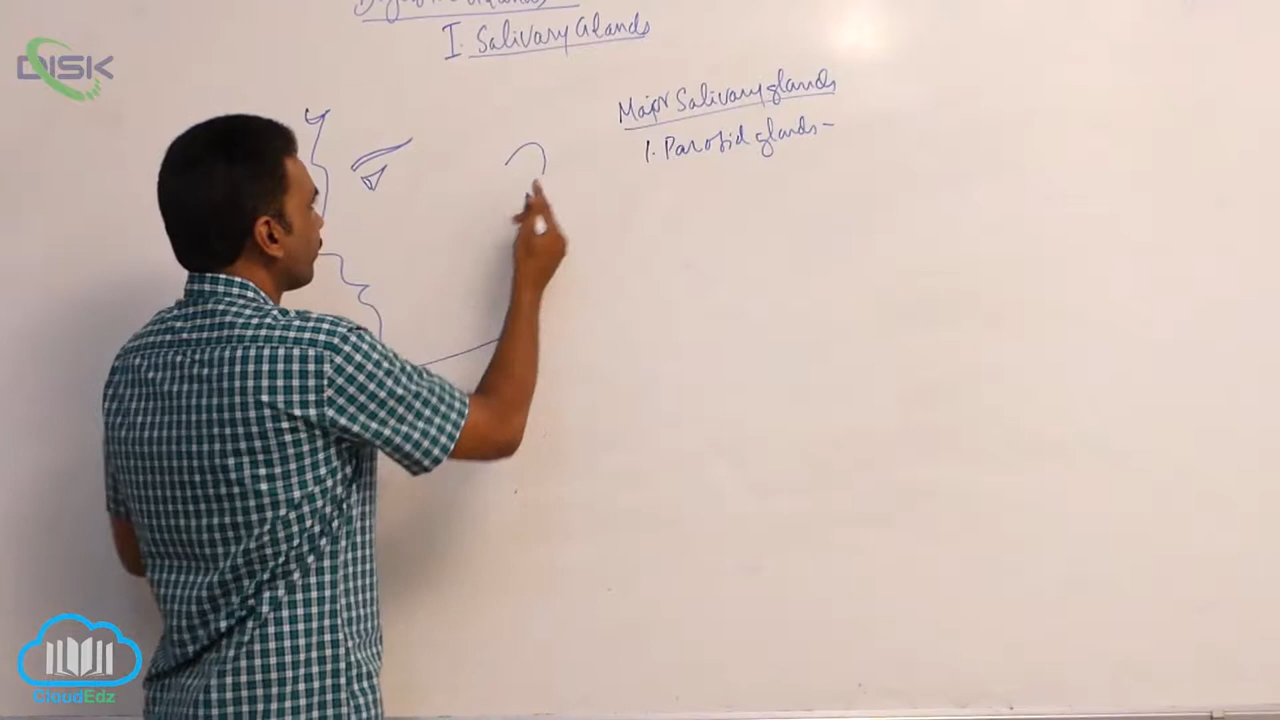 I. Salivary Glands
Major Salivary glands
1. Parotid glands -
DISK
CloudEdz